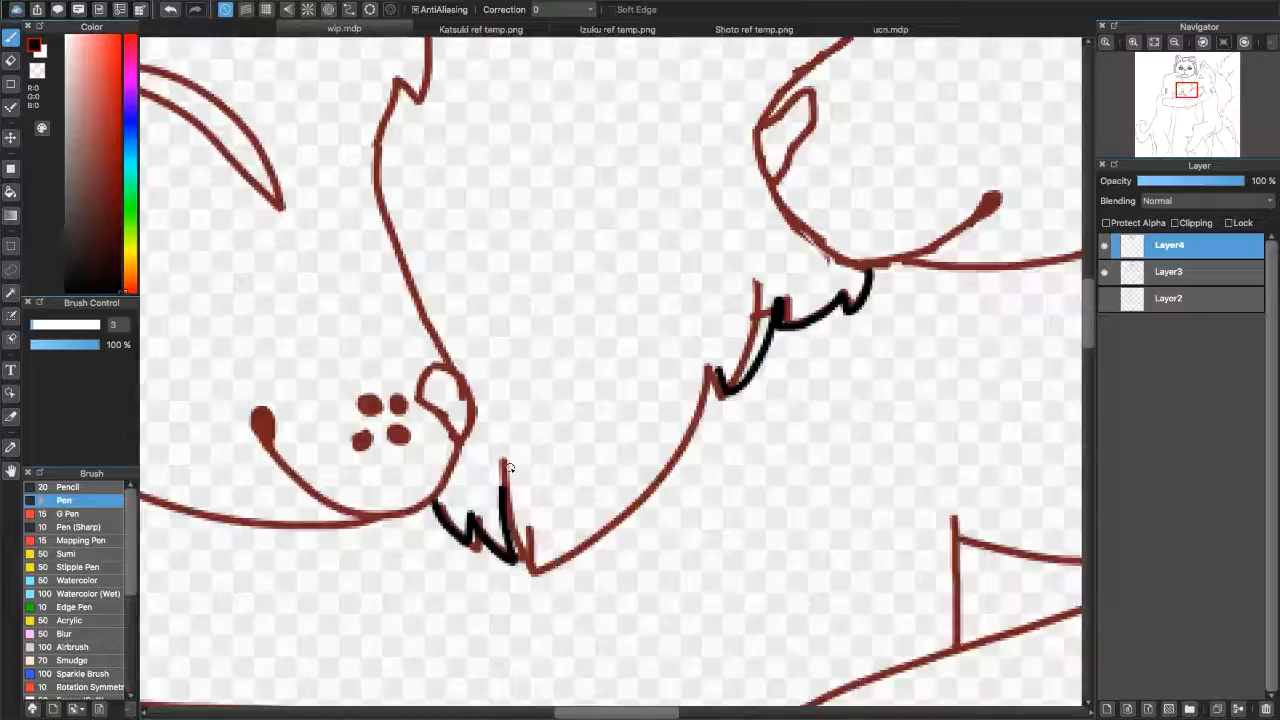 AntiAliasing Correction 0 Soft Edge
Color
wip.mdp
Katsuki ref temp.png
Izuku ref temp.png
Shoto ref temp.png
ucn.mdp
Navigator
R:0
G:0
B:0
Brush Control
3
100 %
Layer
Opacity 100 %
Blending Normal
Protect Alpha Clipping Lock
Layer4
Layer3
Layer2
T
Brush
20 Pencil
Pen
15 G Pen
10 Pen (Sharp)
15 Mapping Pen
50 Sumi
50 Stipple Pen
50 Watercolor
100 Watercolor (Wet)
10 Edge Pen
50 Acrylic
50 Blur
100 Airbrush
70 Smudge
100 Sparkle Brush
10 Rotation Symmetr